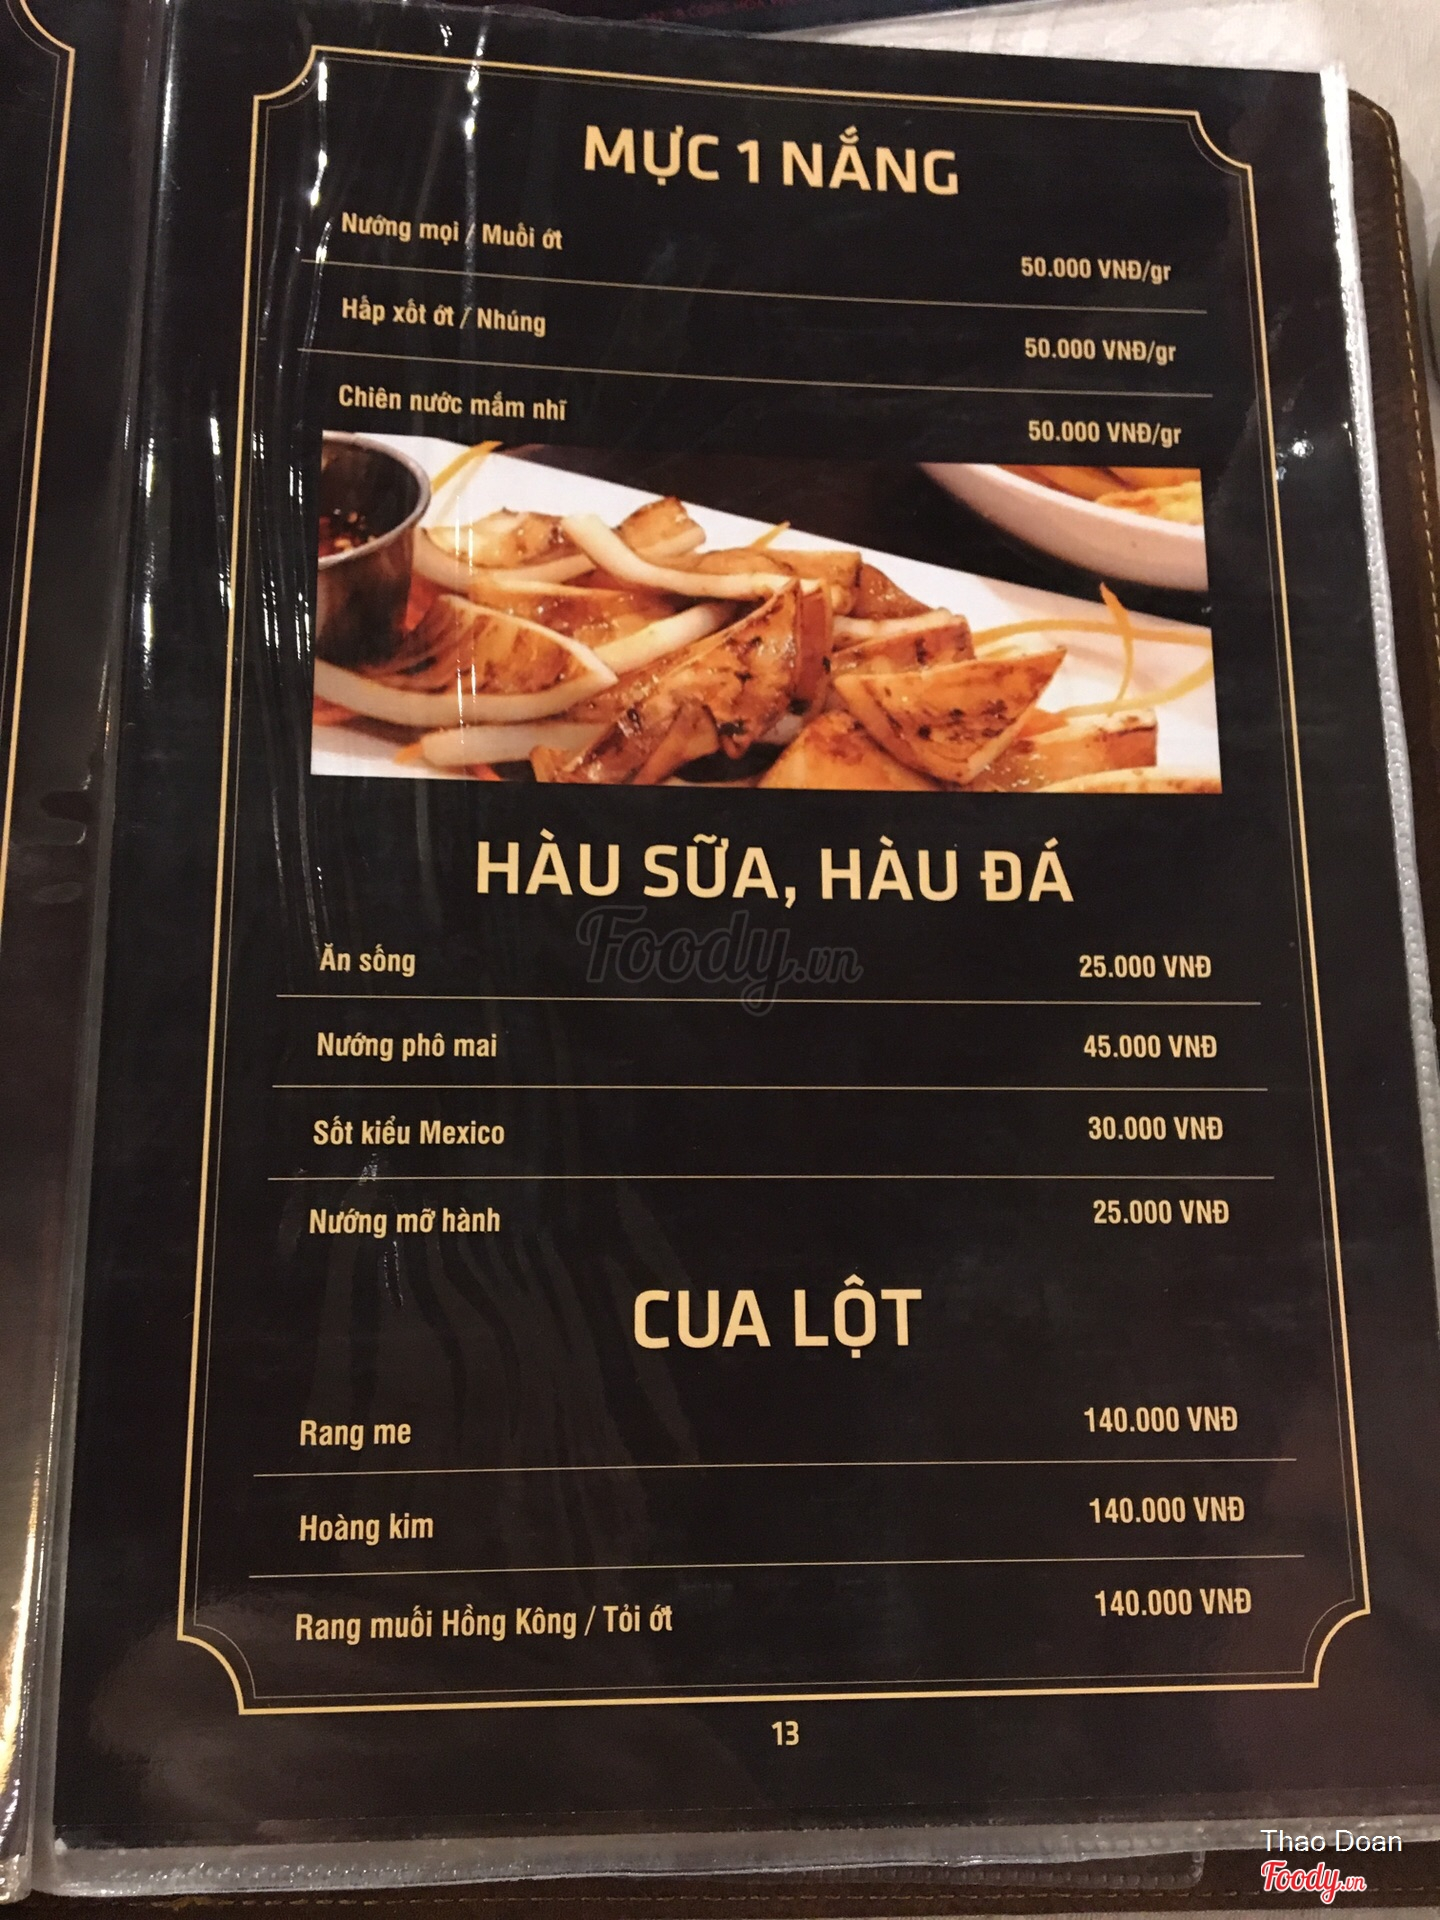 MỰC 1 NẮNG
Nướng mọi / Muối ớt 50.000 VNĐ/gr
Hấp xốt ớt / Nhúng 50.000 VNĐ/gr
Chiên nước mắm nhĩ 50.000 VNĐ/gr
HÀU SỮA, HÀU ĐÁ
Foody.vn
Ăn sống 25.000 VNĐ
Nướng phô mai 45.000 VNĐ
Sốt kiểu Mexico 30.000 VNĐ
Nướng mỡ hành 25.000 VNĐ
CUA LỘT
Rang me 140.000 VNĐ
Hoàng kim 140.000 VNĐ
Rang muối Hồng Kông / Tỏi ớt 140.000 VNĐ
13
Thao Doan
Foody.vn